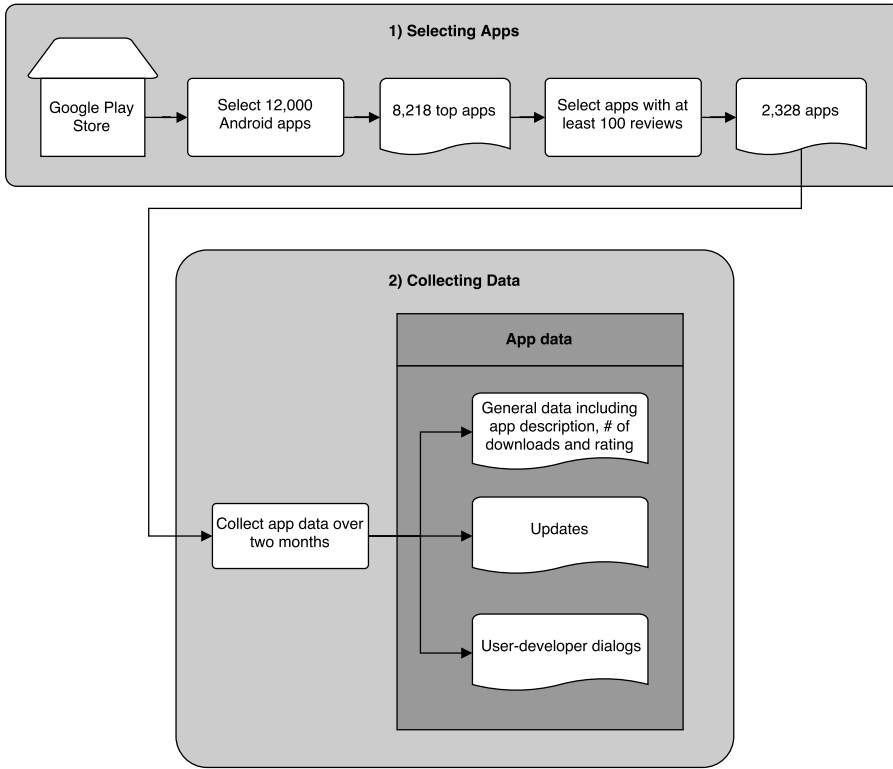 1) Selecting Apps
Google Play
Store
Select 12,000
Android apps
8,218 top apps
Select apps with at
least 100 reviews
2,328 apps
2) Collecting Data
App data
General data including
app description, # of
downloads and rating
Collect app data over
two months
Updates
User-developer dialogs